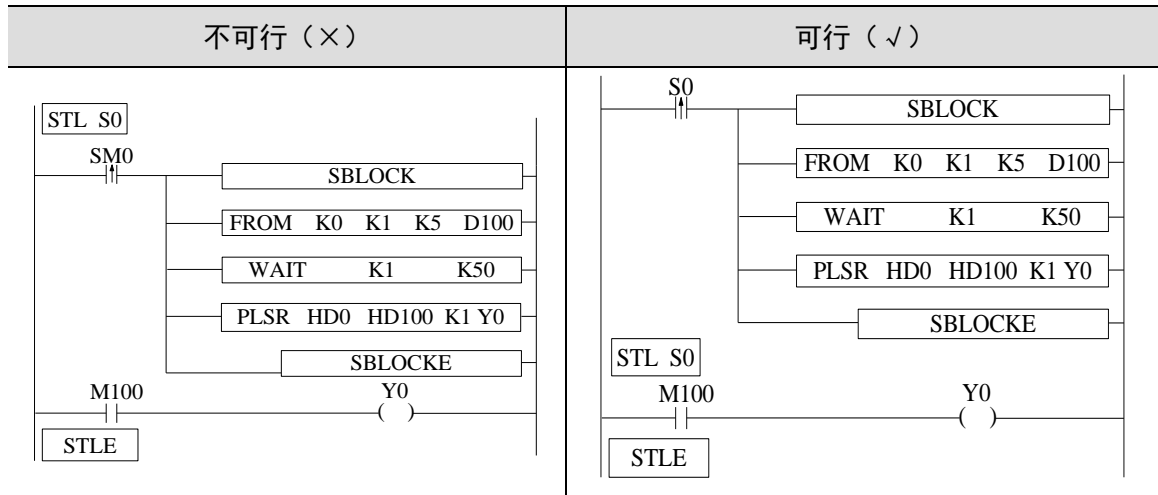 不可行（×）
可行（√）
STL S0
SM0
SBLOCK
FROM K0 K1 K5 D100
WAIT K1 K50
PLSR HD0 HD100 K1 Y0
SBLOCKE
M100
Y0
( )
STLE
S0
SBLOCK
FROM K0 K1 K5 D100
WAIT K1 K50
PLSR HD0 HD100 K1 Y0
SBLOCKE
STL S0
M100
Y0
( )
STLE